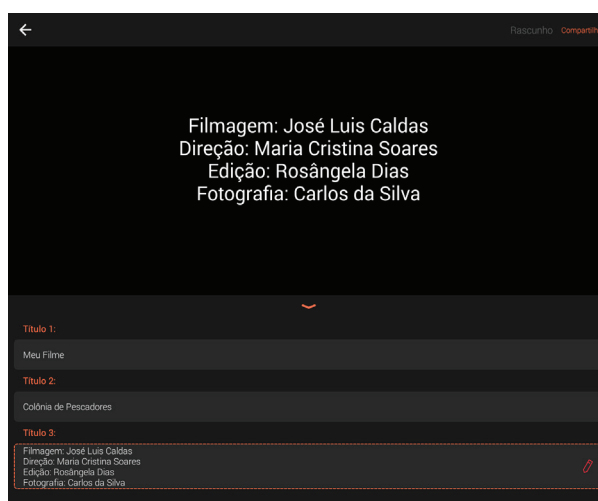 Rascunho Compartilh
Filmagem: José Luis Caldas
Direção: Maria Cristina Soares
Edição: Rosângela Dias
Fotografia: Carlos da Silva
Título 1:
Meu Filme
Título 2:
Colônia de Pescadores
Título 3:
Filmagem: José Luis Caldas
Direção: Maria Cristina Soares
Edição: Rosângela Dias
Fotografia: Carlos da Silva